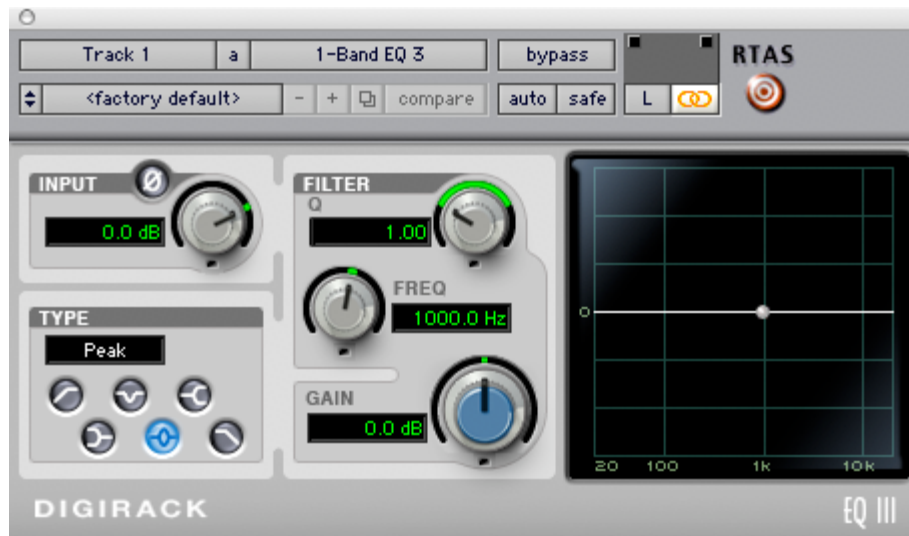 Track 1 a 1-Band EQ 3 bypass
RTAS
<factory default> - + compare auto safe L
INPUT Ø
0.0 dB
TYPE
Peak
FILTER
Q
1.00
FREQ
1000.0 Hz
GAIN
0.0 dB
0
20 100 1k 10k
DIGIRACK
EQ III